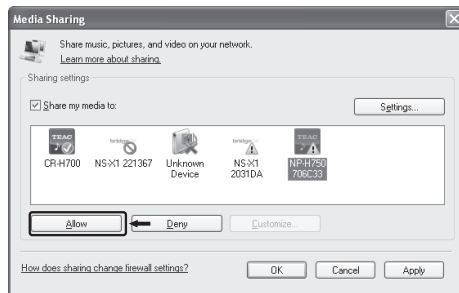 Media Sharing
Share music, pictures, and video on your network.
Learn more about sharing.
Sharing settings
Share my media to:
Settings...
TEAC
TEAC
CR-H700
NS-X1 221367
Unknown
Device
NS-X1
2031DA
NP-H750
706C33
Allow
Deny
Customize...
How does sharing change firewall settings?
OK
Cancel
Apply